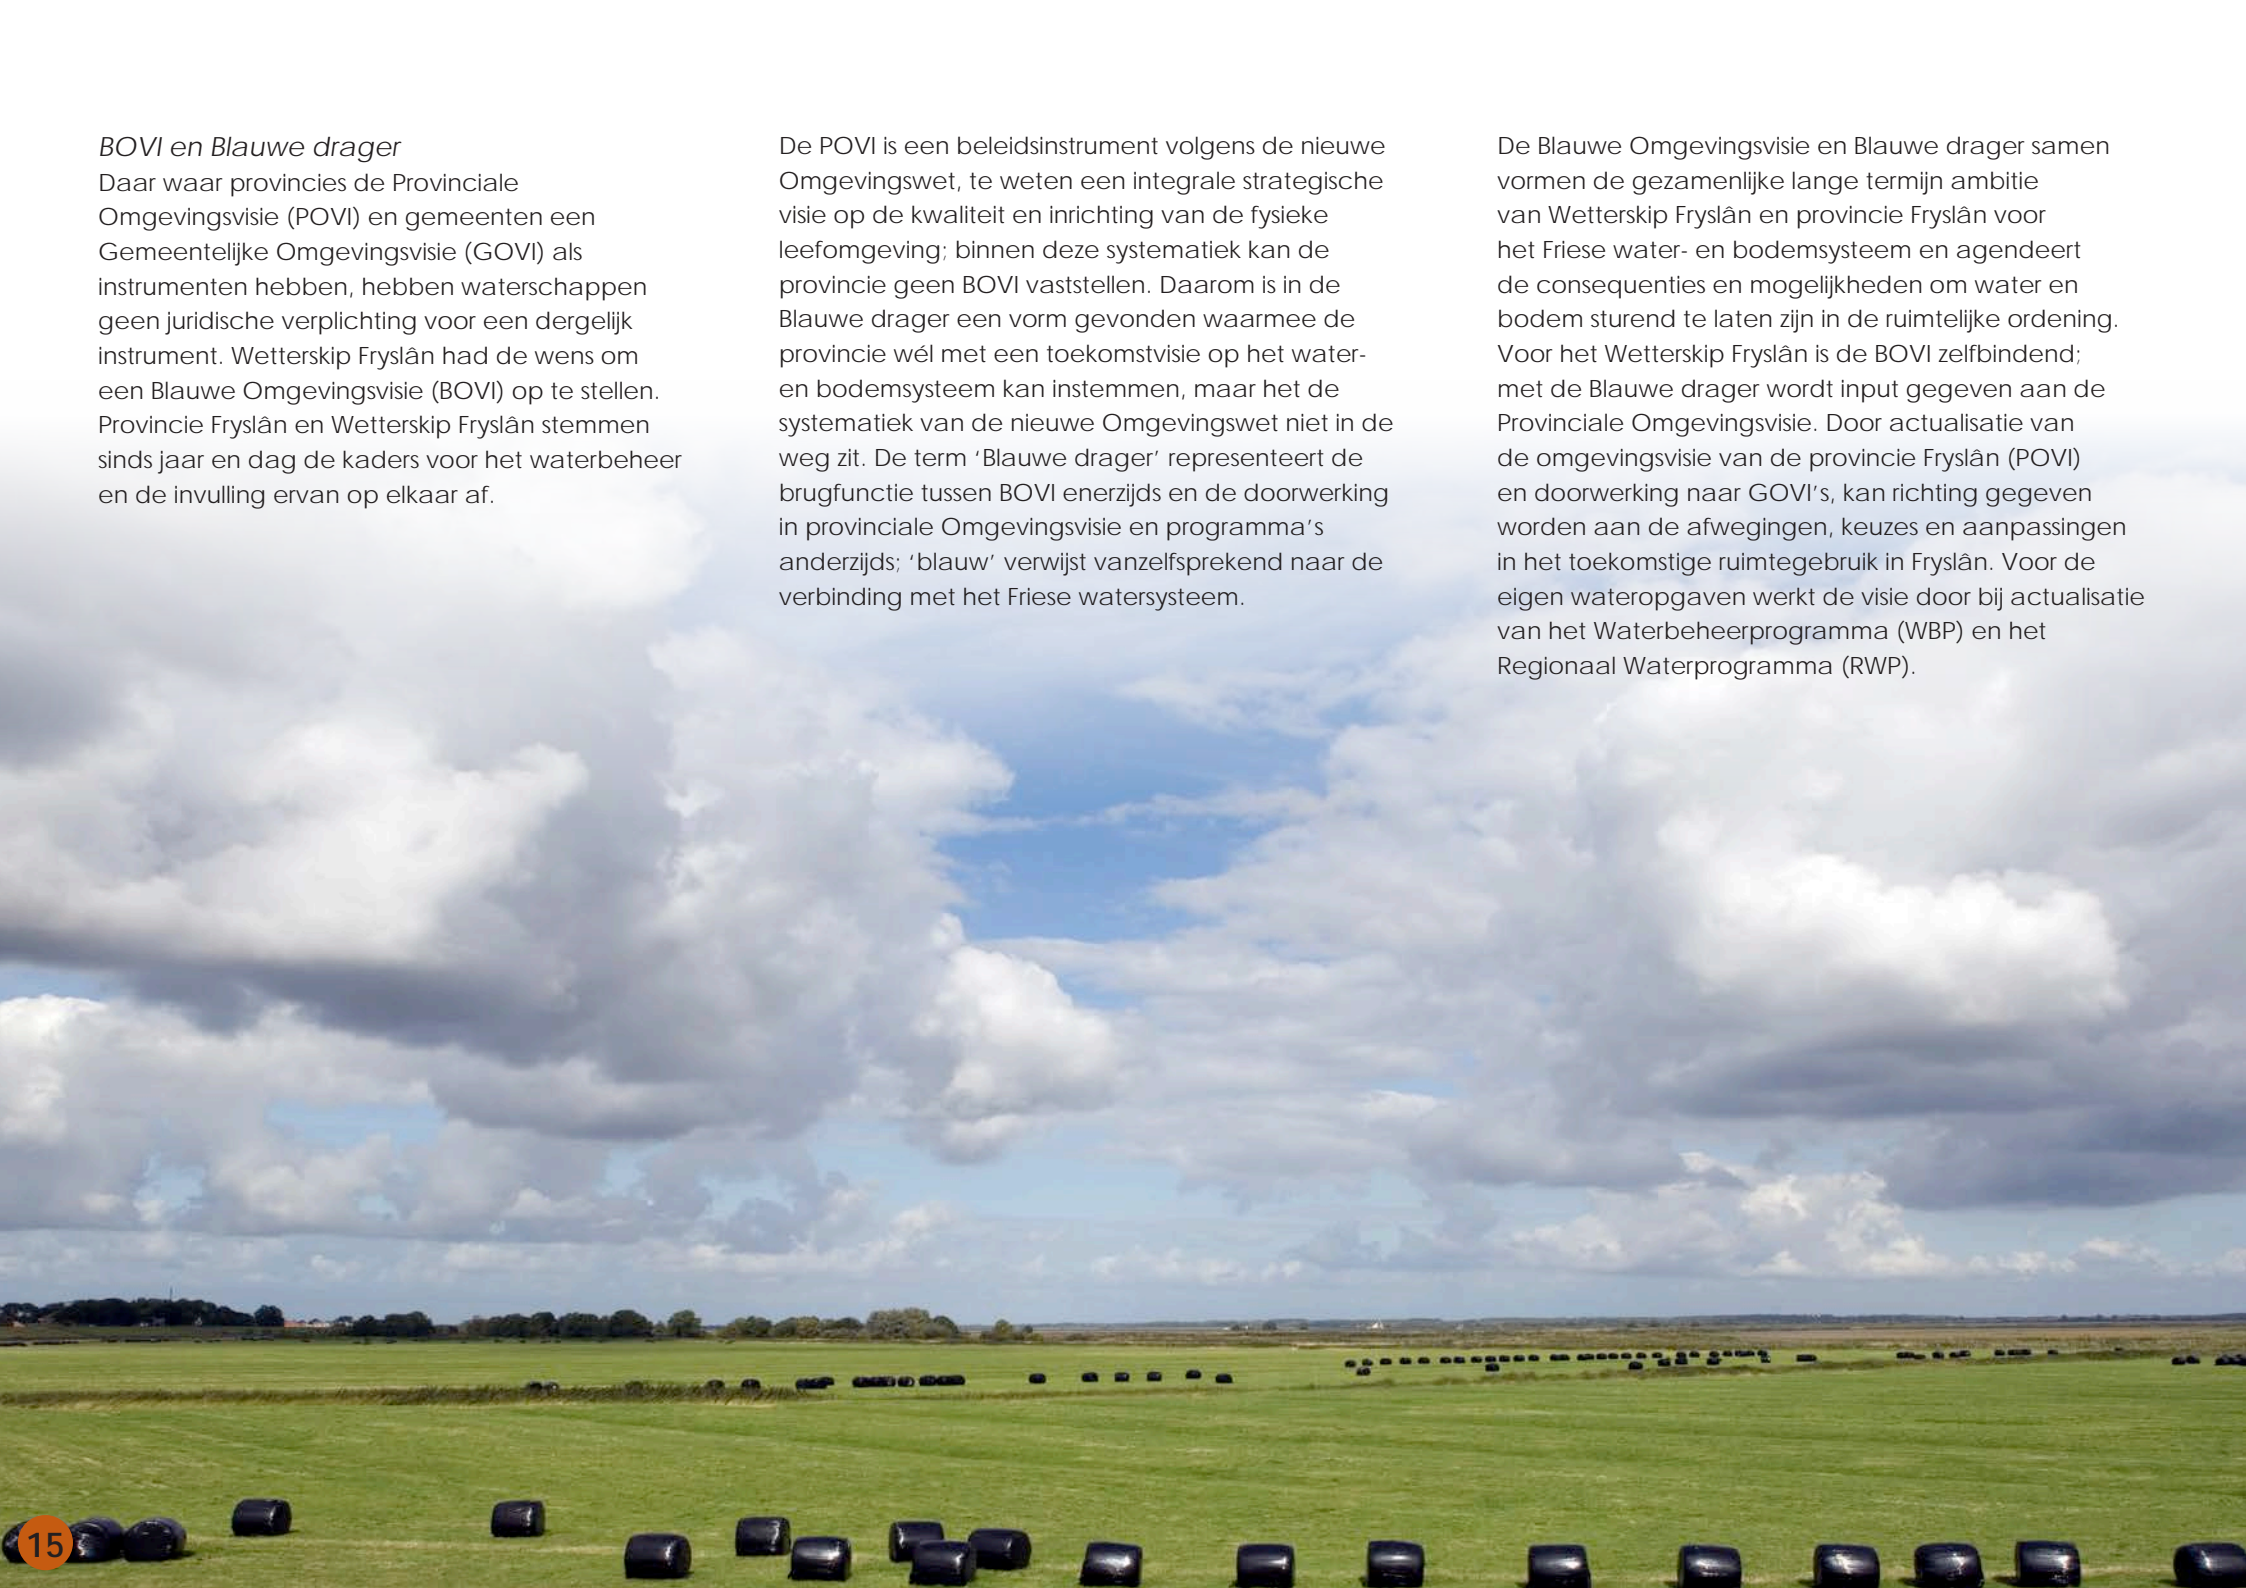 BOVI en Blauwe drager
Daar waar provincies de Provinciale
Omgevingsvisie (POVI) en gemeenten een
Gemeentelijke Omgevingsvisie (GOVI) als
instrumenten hebben, hebben waterschappen
geen juridische verplichting voor een dergelijk
instrument. Wetterskip Fryslân had de wens om
een Blauwe Omgevingsvisie (BOVI) op te stellen.
Provincie Fryslân en Wetterskip Fryslân stemmen
sinds jaar en dag de kaders voor het waterbeheer
en de invulling ervan op elkaar af.
De POVI is een beleidsinstrument volgens de nieuwe
Omgevingswet, te weten een integrale strategische
visie op de kwaliteit en inrichting van de fysieke
leefomgeving; binnen deze systematiek kan de
provincie geen BOVI vaststellen. Daarom is in de
Blauwe drager een vorm gevonden waarmee de
provincie wél met een toekomstvisie op het water-
en bodemsysteem kan instemmen, maar het de
systematiek van de nieuwe Omgevingswet niet in de
weg zit. De term ‘Blauwe drager’ representeert de
brugfunctie tussen BOVI enerzijds en de doorwerking
in provinciale Omgevingsvisie en programma’s
anderzijds; ‘blauw’ verwijst vanzelfsprekend naar de
verbinding met het Friese watersysteem.
De Blauwe Omgevingsvisie en Blauwe drager samen
vormen de gezamenlijke lange termijn ambitie
van Wetterskip Fryslân en provincie Fryslân voor
het Friese water- en bodemsysteem en agendeert
de consequenties en mogelijkheden om water en
bodem sturend te laten zijn in de ruimtelijke ordening.
Voor het Wetterskip Fryslân is de BOVI zelfbindend;
met de Blauwe drager wordt input gegeven aan de
Provinciale Omgevingsvisie. Door actualisatie van
de omgevingsvisie van de provincie Fryslân (POVI)
en doorwerking naar GOVI’s, kan richting gegeven
worden aan de afwegingen, keuzes en aanpassingen
in het toekomstige ruimtegebruik in Fryslân. Voor de
eigen wateropgaven werkt de visie door bij actualisatie
van het Waterbeheerprogramma (WBP) en het
Regionaal Waterprogramma (RWP).
15